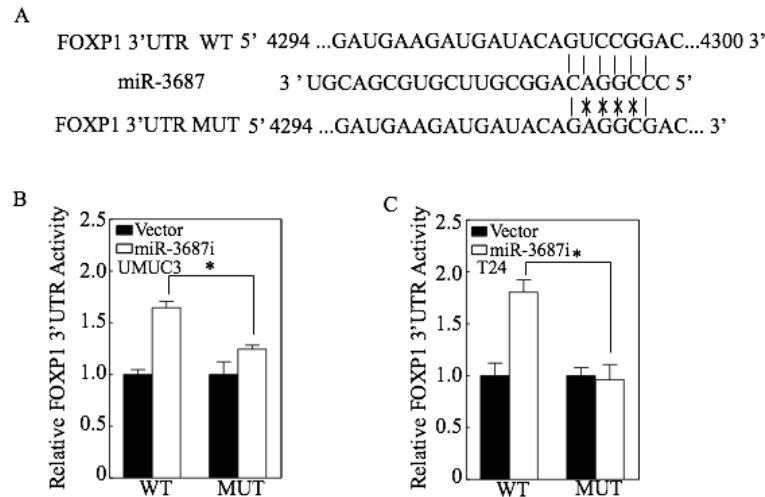 A
FOXP1 3'UTR WT 5' 4294 ...GAUGAAGAUGAUACAGUCCGGAC...4300 3'
miR-3687 3 'UGCAGCGUGCUUGCGGACAGGCCC 5'
FOXP1 3'UTR MUT 5' 4294 ...GAUGAAGAUGAUACAGAGGCGAC... 3'
B
Relative FOXP1 3'UTR Activity
2.5
2.0
1.5
1.0
0.5
0
Vector
miR-3687i
UMUC3
*
WT MUT
C
Relative FOXP1 3'UTR Activity
2.5
2.0
1.5
1.0
0.5
0
Vector
miR-3687i
T24
*
WT MUT